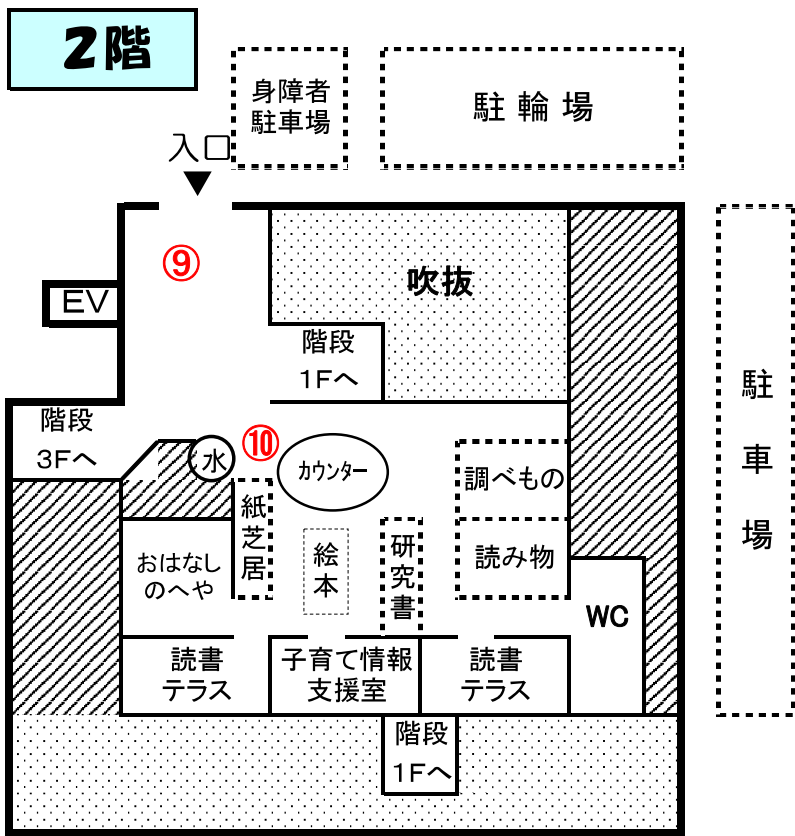 2階
身障者
駐車場
駐輪場
入口
⑨
吹抜
EV
階段
1Fへ
駐車場
階段
3Fへ
水
⑩
カウンター
調べもの
紙芝居
絵本
研究書
読み物
おはなし
のへや
WC
読書
テラス
子育て情報
支援室
読書
テラス
階段
1Fへ